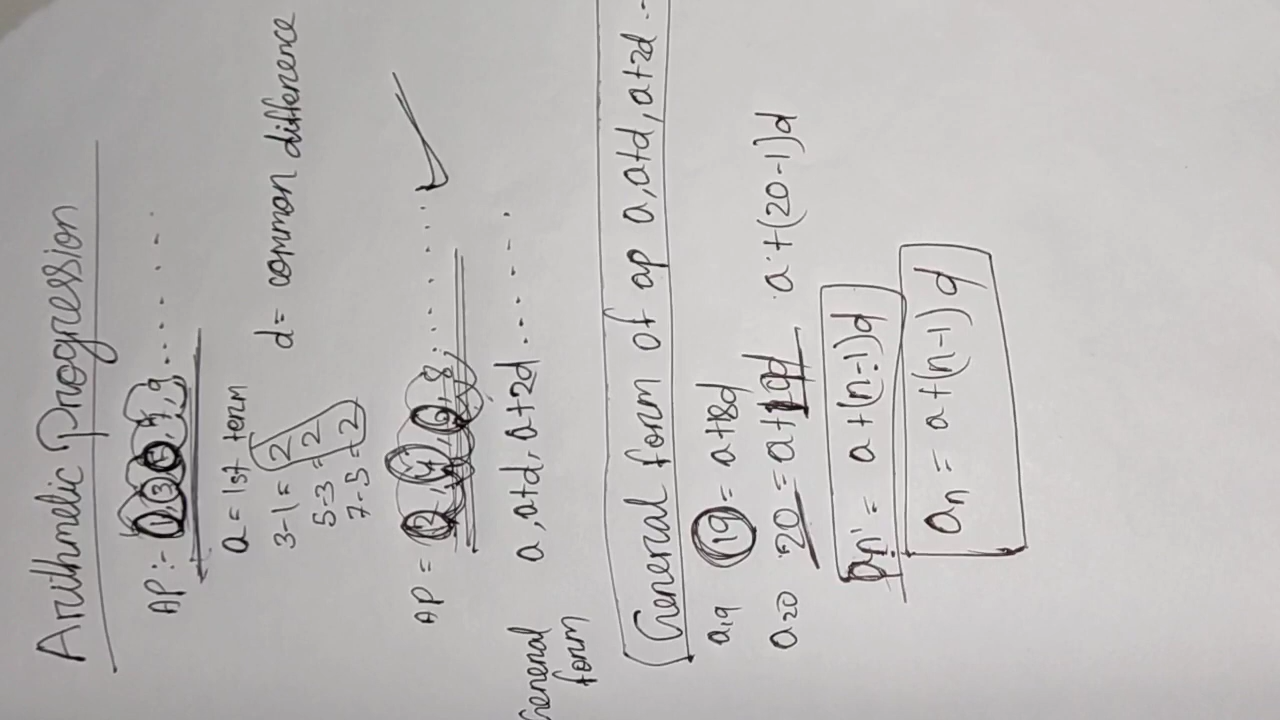 Arithmetic Progression
AP:- 1, 3, 5, 7, 9, ......
a = 1st term d = common difference
3-1 = 2
5-3 = 2
7-5 = 2
AP = 2, 4, 6, 8, .......
General form a, a+d, a+2d .......
General form of ap a, a+d, a+2d ..
a19 19 = a+18d
a20 20 = a+19d a+(20-1)d
'n' = a+(n-1)d
an = a+(n-1)d